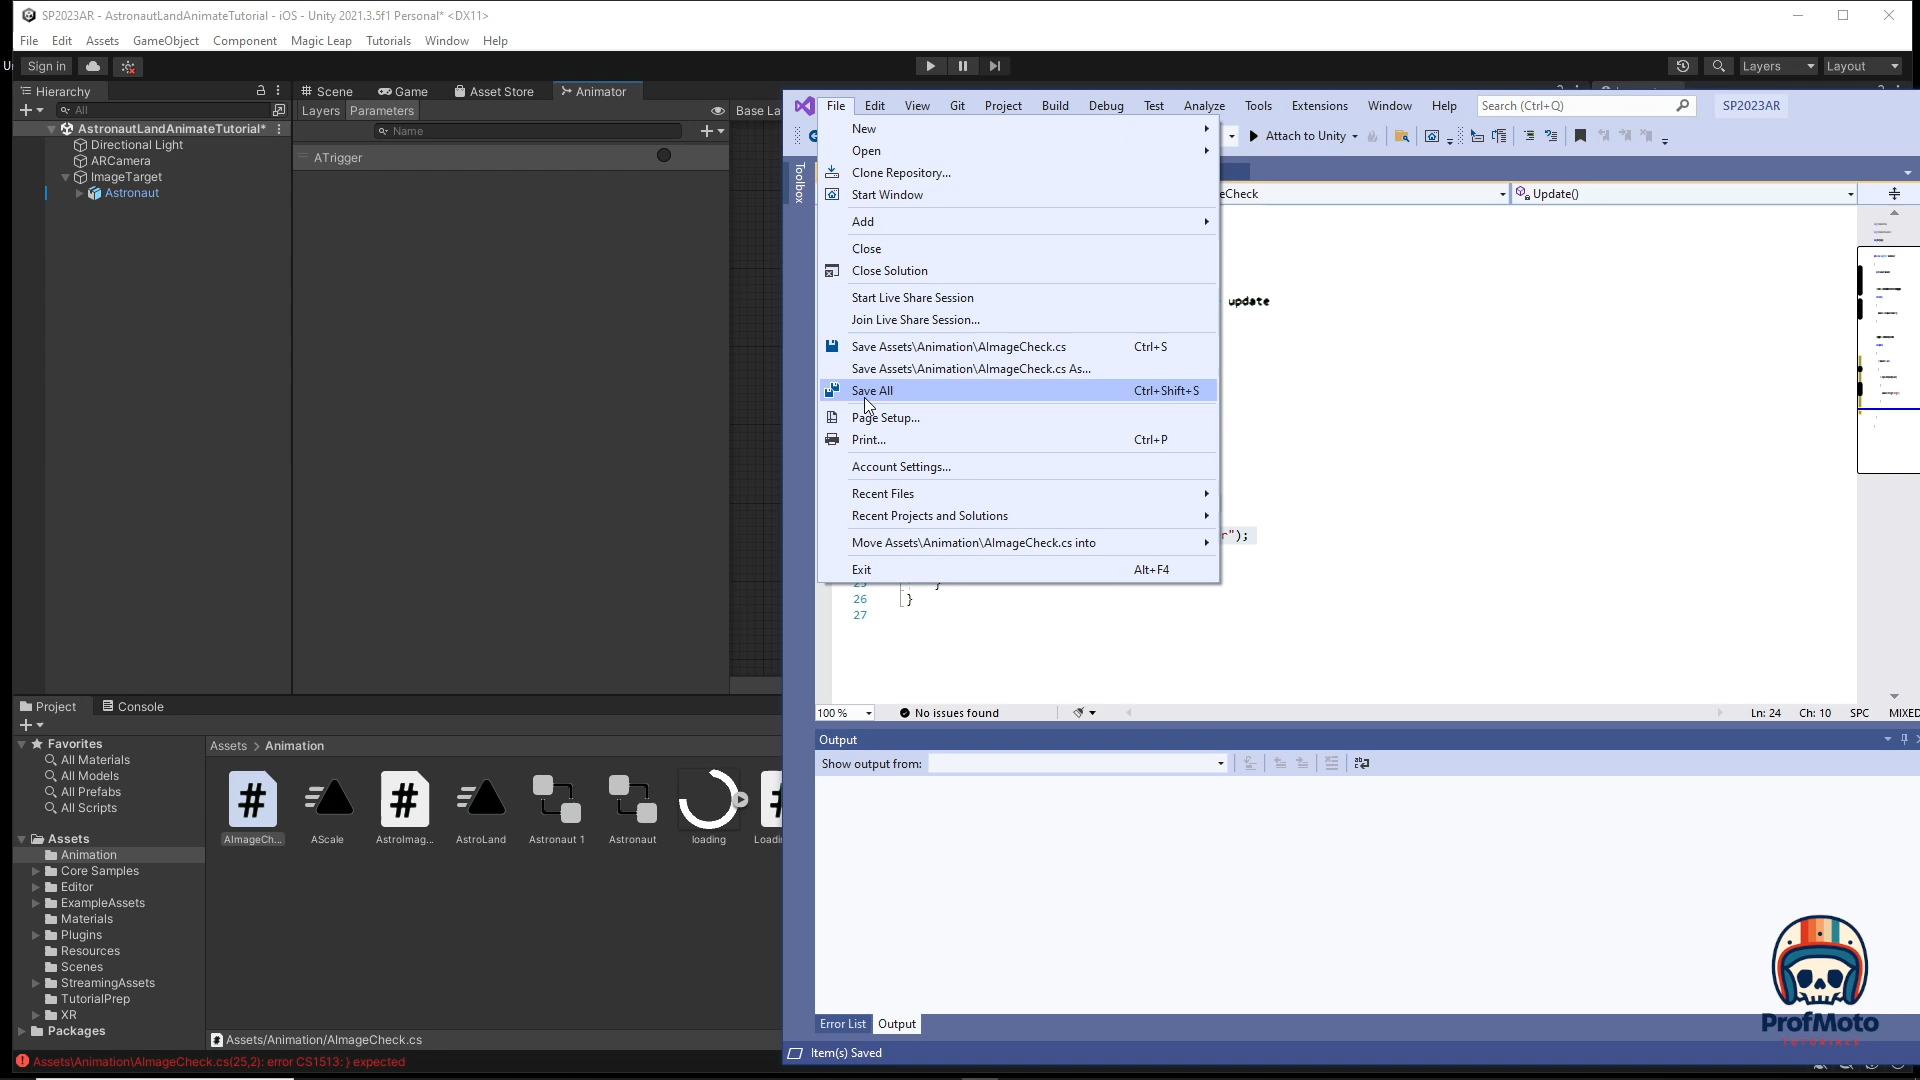 SP2023AR - AstronautLandAnimateTutorial - iOS - Unity 2021.3.5f1 Personal* <DX11>
File Edit Assets GameObject Component Magic Leap Tutorials Window Help
Sign in
Layers Layout
Hierarchy
Scene Game Asset Store Animator
All
Layers Parameters
Name
Base La
AstronautLandAnimateTutorial*
Directional Light
ARCamera
ImageTarget
Astronaut
ATrigger
File Edit View Git Project Build Debug Test Analyze Tools Extensions Window Help Search (Ctrl+Q) SP2023AR
Attach to Unity
Toolbox
eCheck
Update()
New
Open
Clone Repository...
Start Window
Add
Close
Close Solution
Start Live Share Session
Join Live Share Session...
Save Assets\Animation\AImageCheck.cs Ctrl+S
Save Assets\Animation\AImageCheck.cs As...
Save All Ctrl+Shift+S
Page Setup...
Print... Ctrl+P
Account Settings...
Recent Files
Recent Projects and Solutions
Move Assets\Animation\AImageCheck.cs into
Exit Alt+F4
update
r");
25 }
26 }
27
100 % No issues found Ln: 24 Ch: 10 SPC MIXED
Output
Show output from:
Error List Output
Item(s) Saved
Project Console
Favorites
All Materials
All Models
All Prefabs
All Scripts
Assets
Animation
Core Samples
Editor
ExampleAssets
Materials
Plugins
Resources
Scenes
StreamingAssets
TutorialPrep
XR
Packages
Assets > Animation
AImageCh... AScale AstroImag... AstroLand Astronaut 1 Astronaut loading Loadi
Assets/Animation/AImageCheck.cs
Assets\Animation\AImageCheck.cs(25,2): error CS1513: } expected
ProfMoto
TUTORIALS